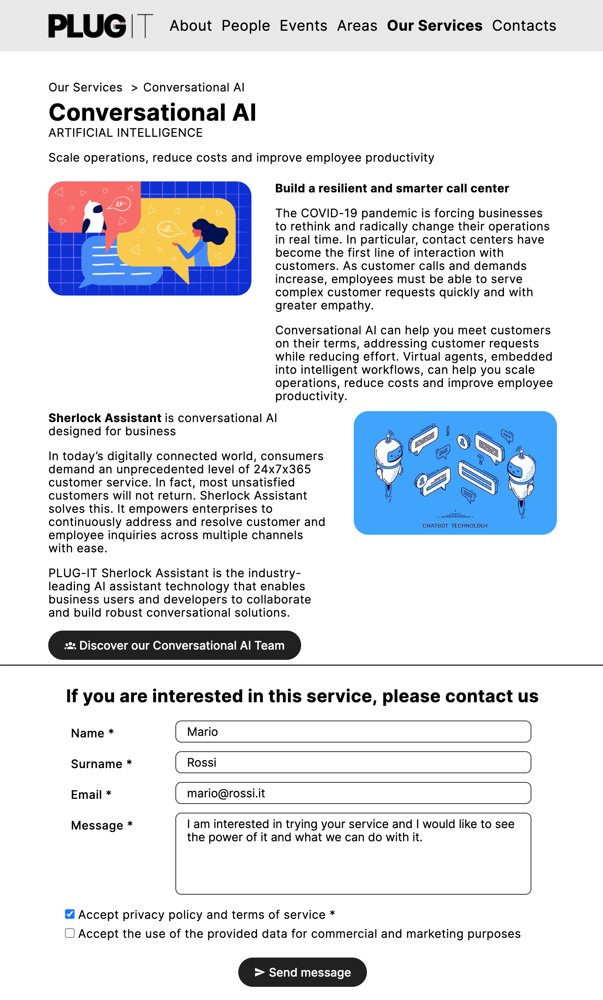 PLUG IT About People Events Areas Our Services Contacts
Our Services > Conversational AI
Conversational AI
ARTIFICIAL INTELLIGENCE
Scale operations, reduce costs and improve employee productivity
Build a resilient and smarter call center
The COVID-19 pandemic is forcing businesses
to rethink and radically change their operations
in real time. In particular, contact centers have
become the first line of interaction with
customers. As customer calls and demands
increase, employees must be able to serve
complex customer requests quickly and with
greater empathy.
Conversational AI can help you meet customers
on their terms, addressing customer requests
while reducing effort. Virtual agents, embedded
into intelligent workflows, can help you scale
operations, reduce costs and improve employee
productivity.
Sherlock Assistant is conversational AI
designed for business
In today’s digitally connected world, consumers
demand an unprecedented level of 24x7x365
customer service. In fact, most unsatisfied
customers will not return. Sherlock Assistant
solves this. It empowers enterprises to
continuously address and resolve customer and
employee inquiries across multiple channels
with ease.
PLUG-IT Sherlock Assistant is the industry-
leading AI assistant technology that enables
business users and developers to collaborate
and build robust conversational solutions.
! ?
CHATBOT TECHNOLOGY
Discover our Conversational AI Team
If you are interested in this service, please contact us
Name * Mario
Surname * Rossi
Email * mario@rossi.it
Message * I am interested in trying your service and I would like to see
the power of it and what we can do with it.
Accept privacy policy and terms of service *
Accept the use of the provided data for commercial and marketing purposes
Send message